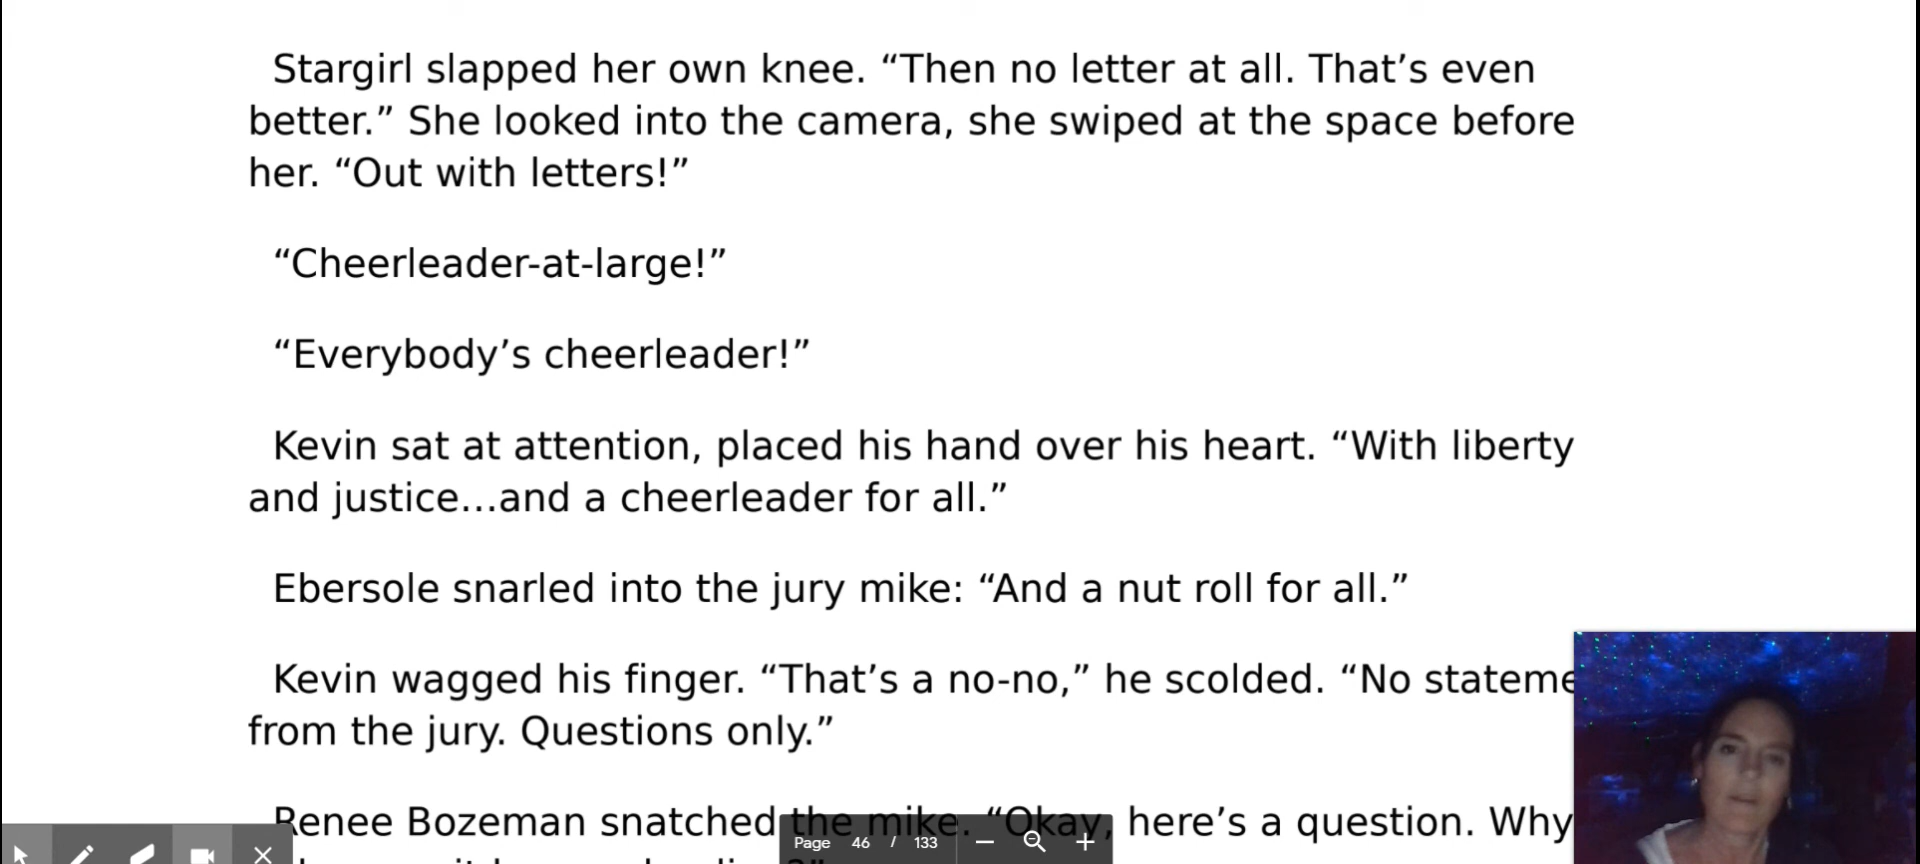 Stargirl slapped her own knee. “Then no letter at all. That’s even
better.” She looked into the camera, she swiped at the space before
her. “Out with letters!”
“Cheerleader-at-large!”
“Everybody’s cheerleader!”
Kevin sat at attention, placed his hand over his heart. “With liberty
and justice...and a cheerleader for all.”
Ebersole snarled into the jury mike: “And a nut roll for all.”
Kevin wagged his finger. “That’s a no-no,” he scolded. “No stateme
from the jury. Questions only.”
Renee Bozeman snatched the mike. “Okay, here’s a question. Why
Page 46 / 133